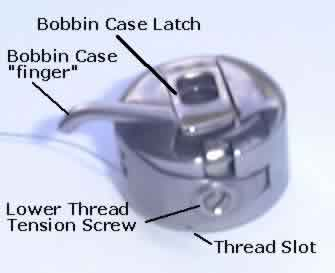 Bobbin Case Latch
Bobbin Case
"finger"
Lower Thread
Tension Screw
Thread Slot